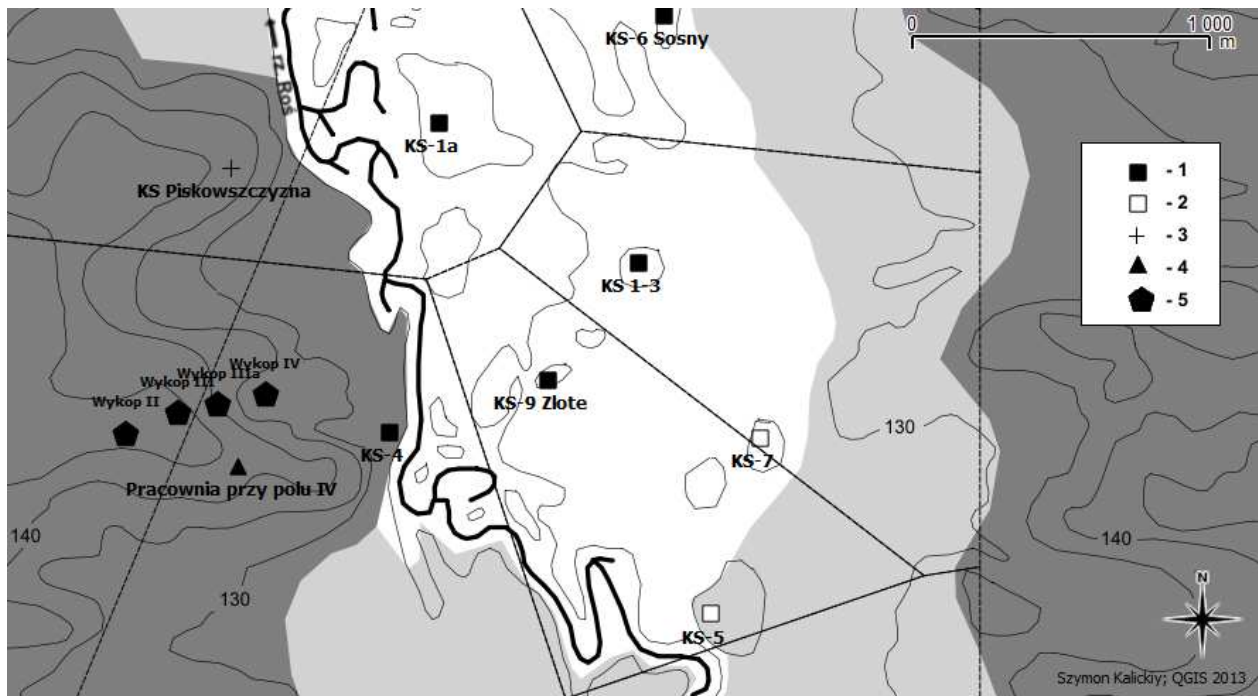 KS-6 Sosny
0 1 000
m
rz. Roś
KS-1a
- 1
- 2
- 3
- 4
- 5
KS Piskowszczyzna
KS 1-3
Wykop IV
Wykop IIIa
Wykop III
Wykop II
KS-9 Zlote
130
KS-4
KS-7
Pracownia przy polu IV
140
140
130
KS-5
N
Szymon Kalickiy; QGIS 2013